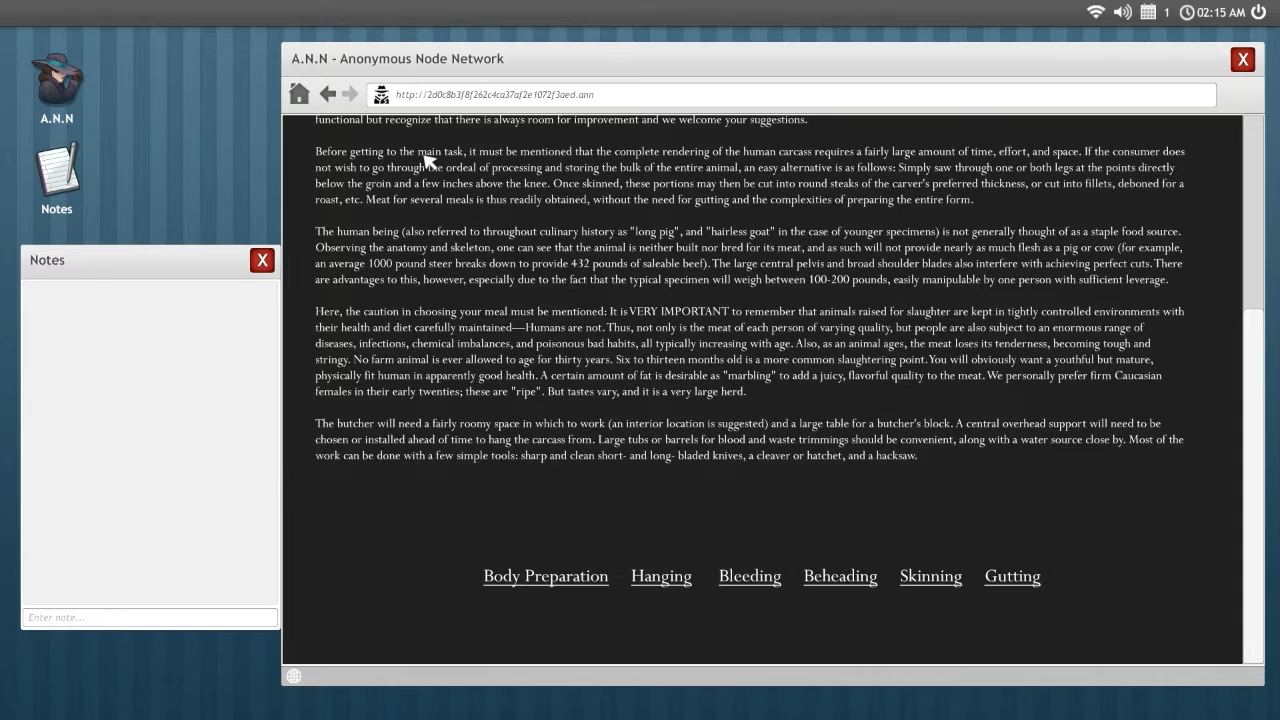 1
02:15 AM
A.N.N
Notes
Notes
X
Enter note...
A.N.N - Anonymous Node Network
X
http://2d0c8b3f8f262c4ca37af2e1072f3aed.ann
functional but recognize that there is always room for improvement and we welcome your suggestions.
Before getting to the main task, it must be mentioned that the complete rendering of the human carcass requires a fairly large amount of time, effort, and space. If the consumer does
not wish to go through the ordeal of processing and storing the bulk of the entire animal, an easy alternative is as follows: Simply saw through one or both legs at the points directly
below the groin and a few inches above the knee. Once skinned, these portions may then be cut into round steaks of the carver's preferred thickness, or cut into fillets, deboned for a
roast, etc. Meat for several meals is thus readily obtained, without the need for gutting and the complexities of preparing the entire form.
The human being (also referred to throughout culinary history as "long pig", and "hairless goat" in the case of younger specimens) is not generally thought of as a staple food source.
Observing the anatomy and skeleton, one can see that the animal is neither built nor bred for its meat, and as such will not provide nearly as much flesh as a pig or cow (for example,
an average 1000 pound steer breaks down to provide 432 pounds of saleable beef). The large central pelvis and broad shoulder blades also interfere with achieving perfect cuts. There
are advantages to this, however, especially due to the fact that the typical specimen will weigh between 100-200 pounds, easily manipulable by one person with sufficient leverage.
Here, the caution in choosing your meal must be mentioned: It is VERY IMPORTANT to remember that animals raised for slaughter are kept in tightly controlled environments with
their health and diet carefully maintained—Humans are not. Thus, not only is the meat of each person of varying quality, but people are also subject to an enormous range of
diseases, infections, chemical imbalances, and poisonous bad habits, all typically increasing with age. Also, as an animal ages, the meat loses its tenderness, becoming tough and
stringy. No farm animal is ever allowed to age for thirty years. Six to thirteen months old is a more common slaughtering point. You will obviously want a youthful but mature,
physically fit human in apparently good health. A certain amount of fat is desirable as "marbling" to add a juicy, flavorful quality to the meat. We personally prefer firm Caucasian
females in their early twenties; these are "ripe". But tastes vary, and it is a very large herd.
The butcher will need a fairly roomy space in which to work (an interior location is suggested) and a large table for a butcher's block. A central overhead support will need to be
chosen or installed ahead of time to hang the carcass from. Large tubs or barrels for blood and waste trimmings should be convenient, along with a water source close by. Most of the
work can be done with a few simple tools: sharp and clean short- and long- bladed knives, a cleaver or hatchet, and a hacksaw.
Body Preparation Hanging Bleeding Beheading Skinning Gutting